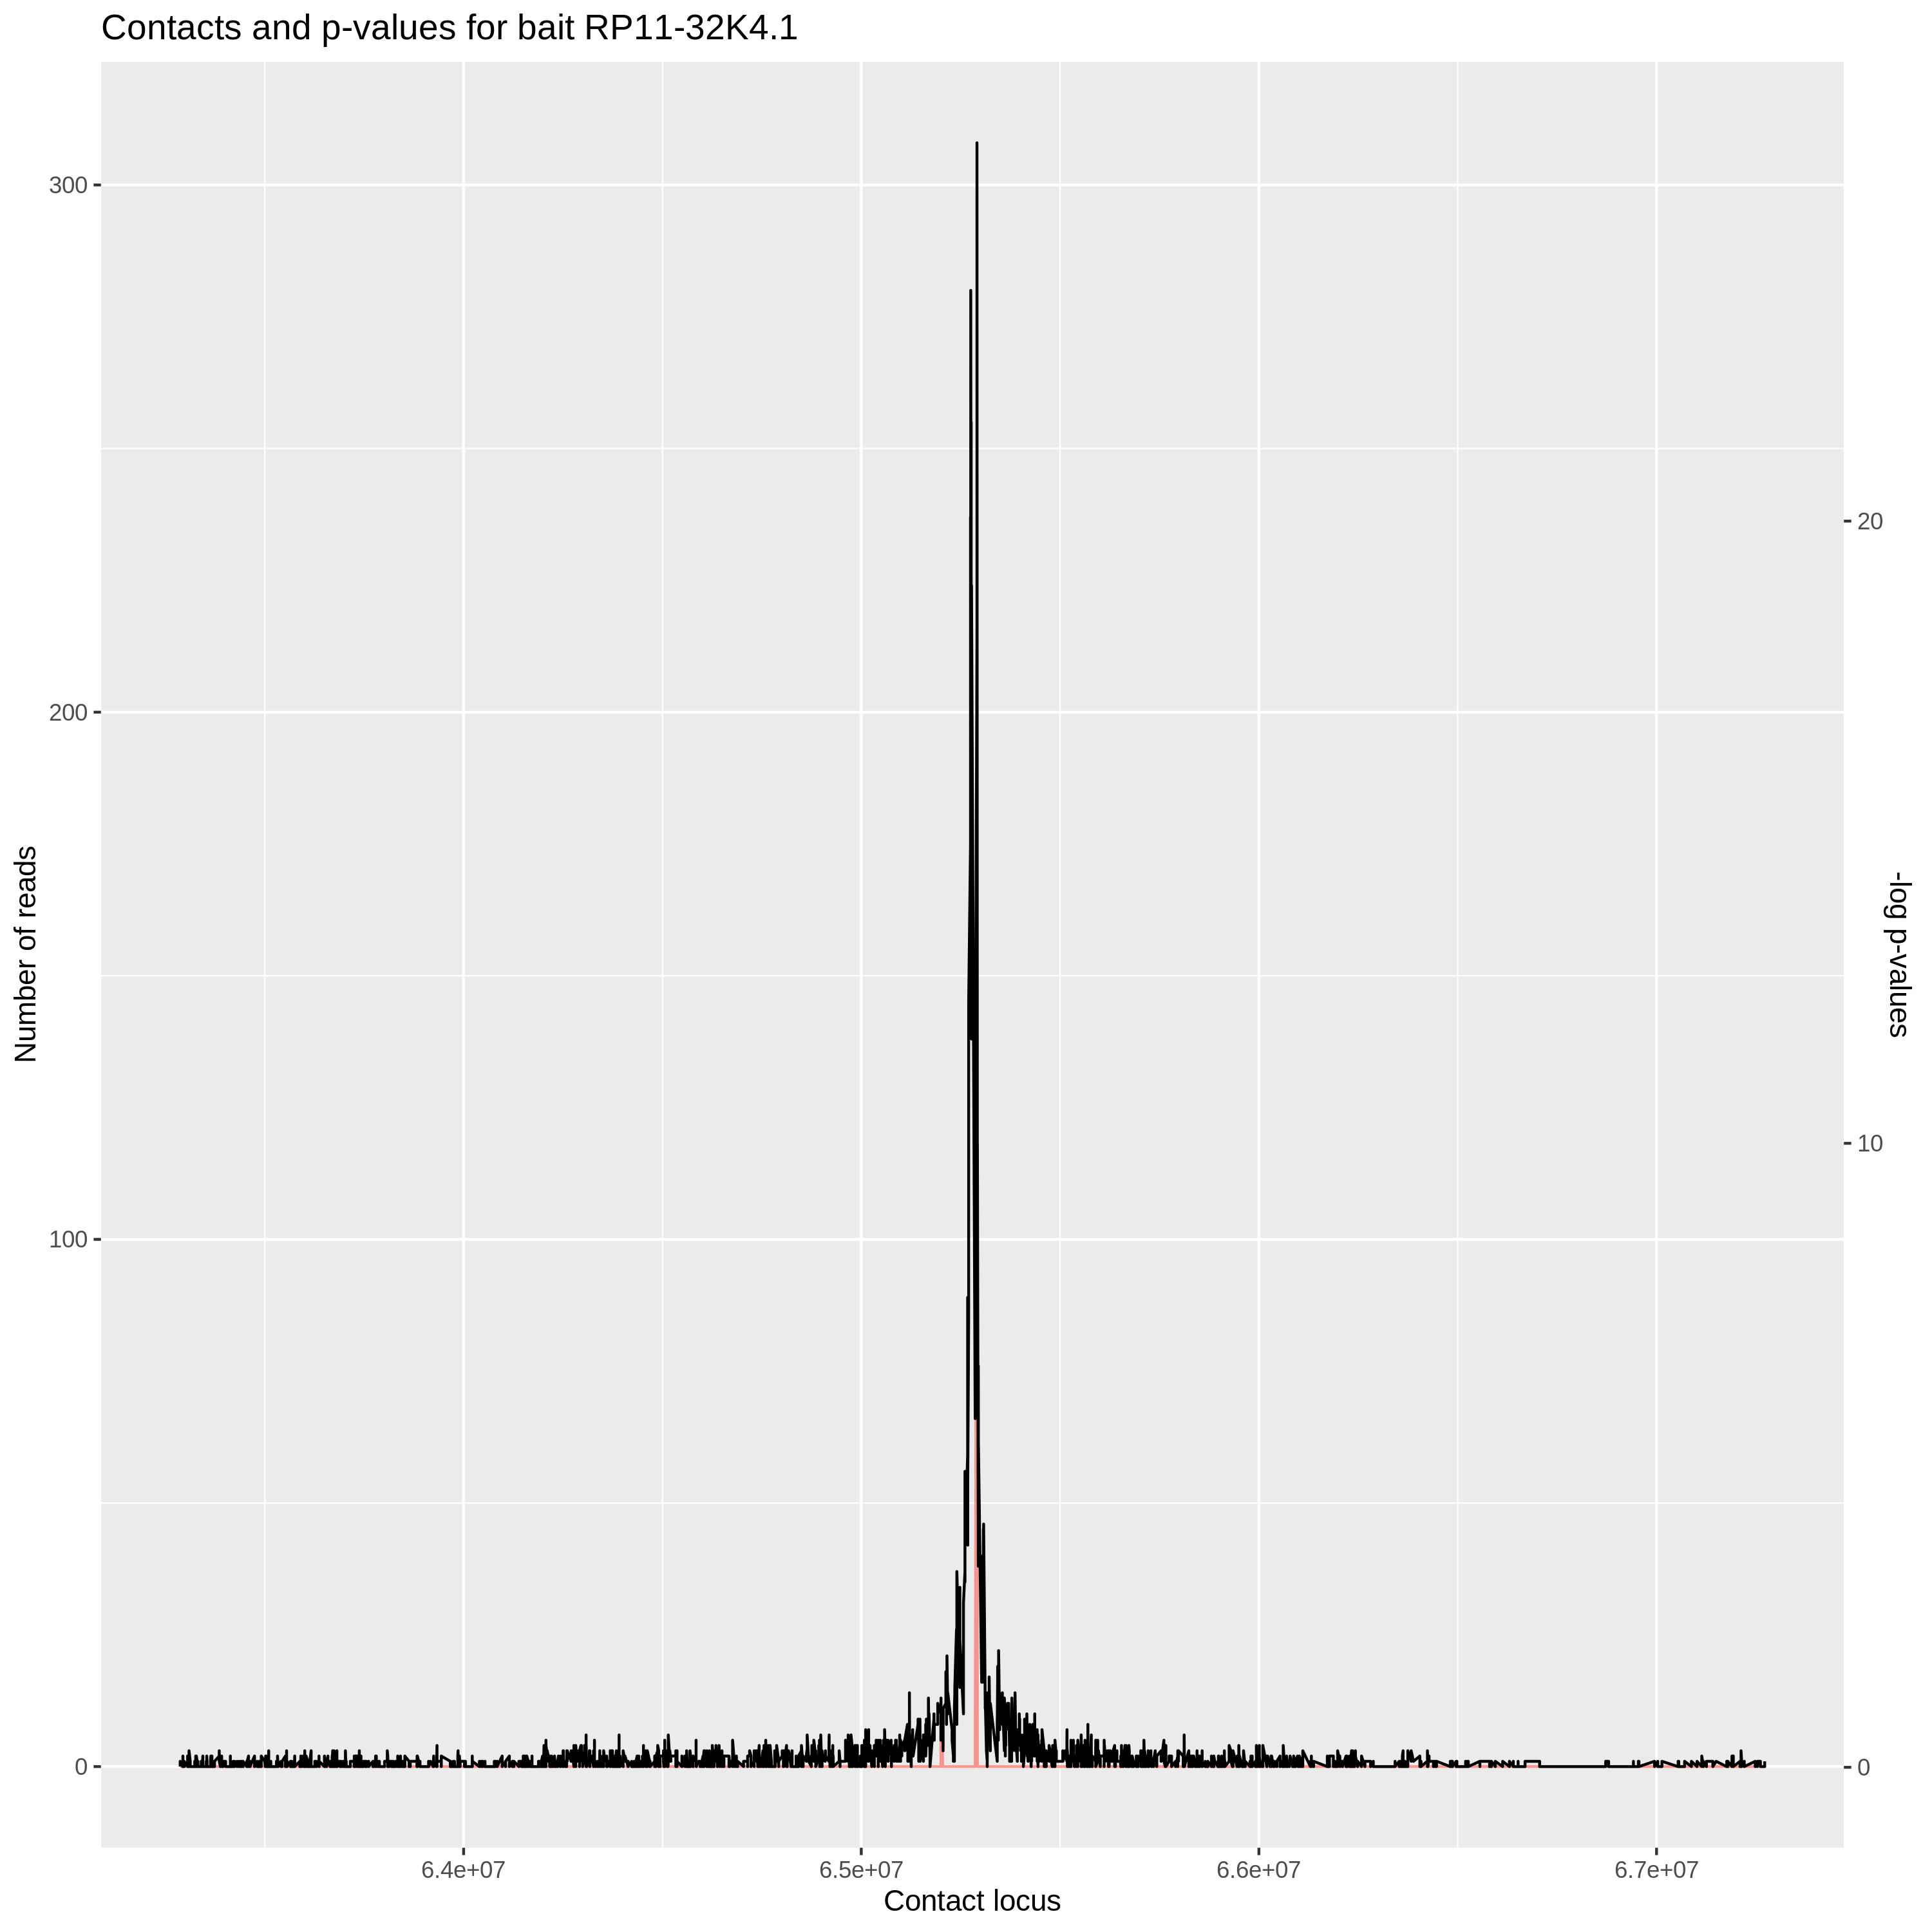 Contacts and p-values for bait RP11-32K4.1
300
200
100
0
Number of reads
20
10
0
-log p-values
6.4e+07
6.5e+07
6.6e+07
6.7e+07
Contact locus